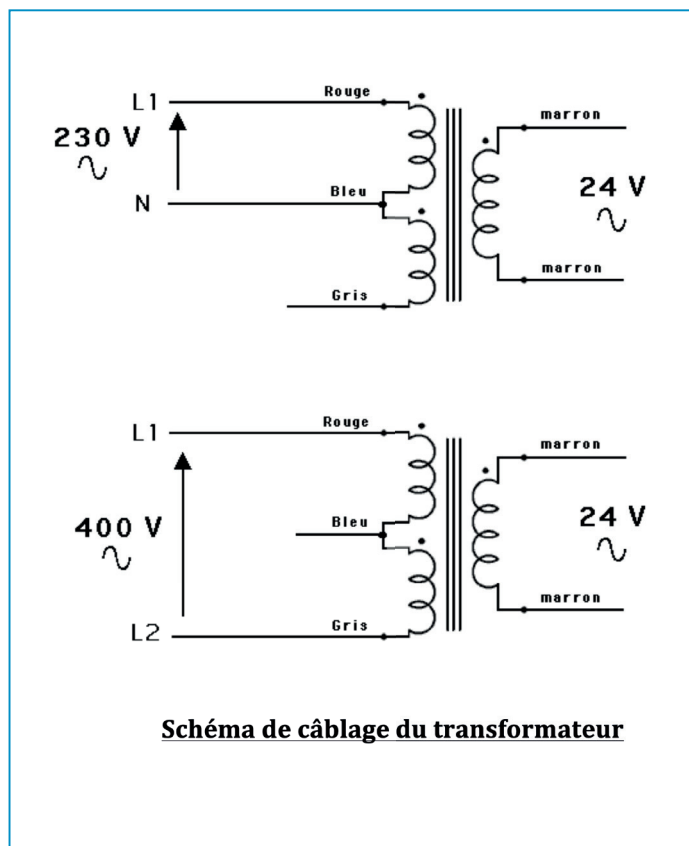 Rouge
L1
marron
230 V
Bleu
24 V
N
marron
Gris
Rouge
L1
marron
Bleu
400 V
24 V
marron
Gris
L2
Schéma de câblage du transformateur